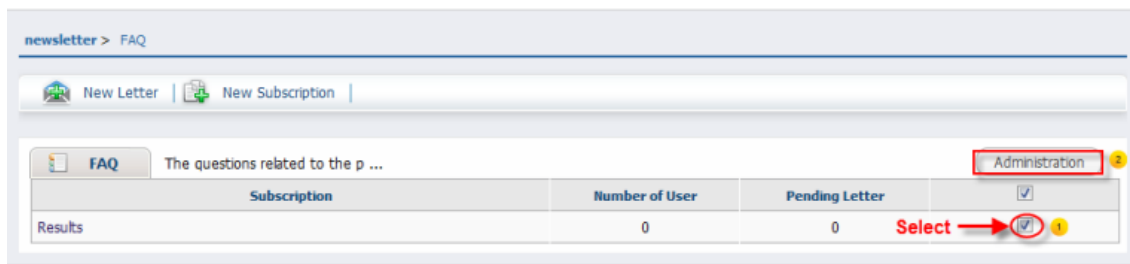 newsletter > FAQ
New Letter | New Subscription |
FAQ The questions related to the p ... Administration 2
Subscription Number of User Pending Letter
Results 0 0 Select 1